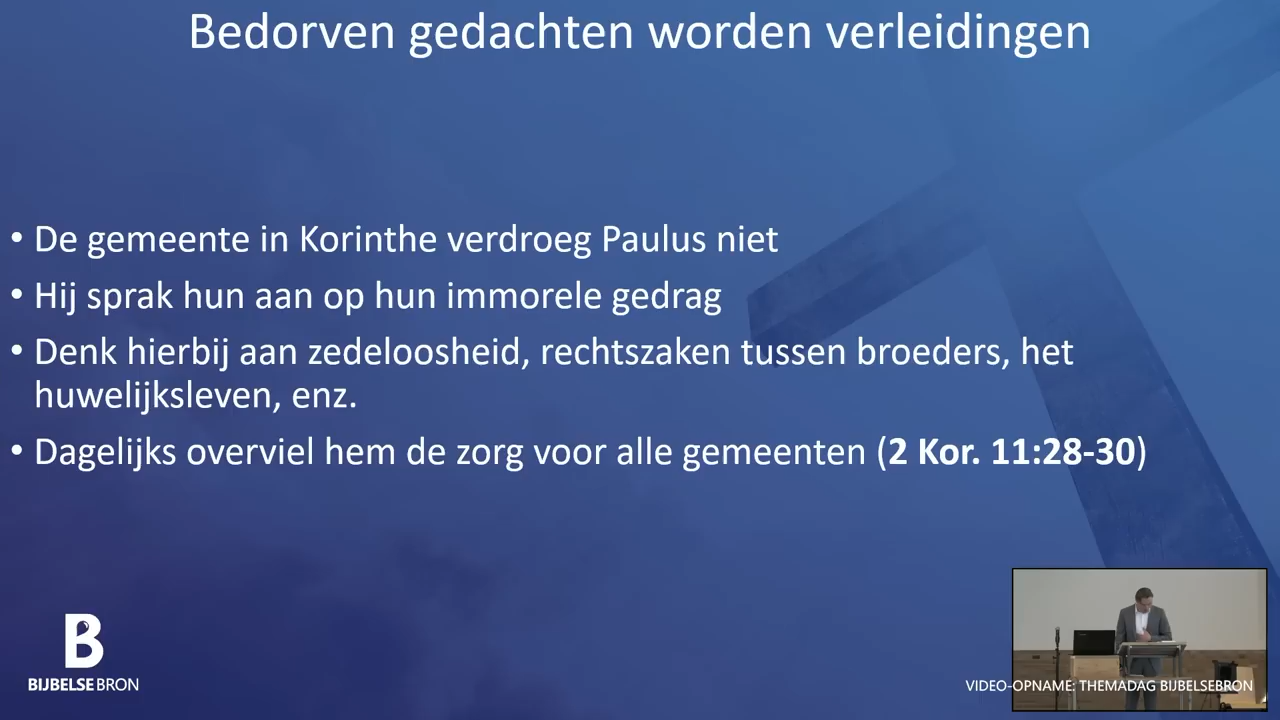 Bedorven gedachten worden verleidingen
• De gemeente in Korinthe verdroeg Paulus niet
• Hij sprak hun aan op hun immorele gedrag
• Denk hierbij aan zedeloosheid, rechtszaken tussen broeders, het
huwelijksleven, enz.
• Dagelijks overviel hem de zorg voor alle gemeenten (2 Kor. 11:28-30)
B
BIJBELSEBRON
VIDEO-OPNAME: THEMADAG BIJBELSEBRON